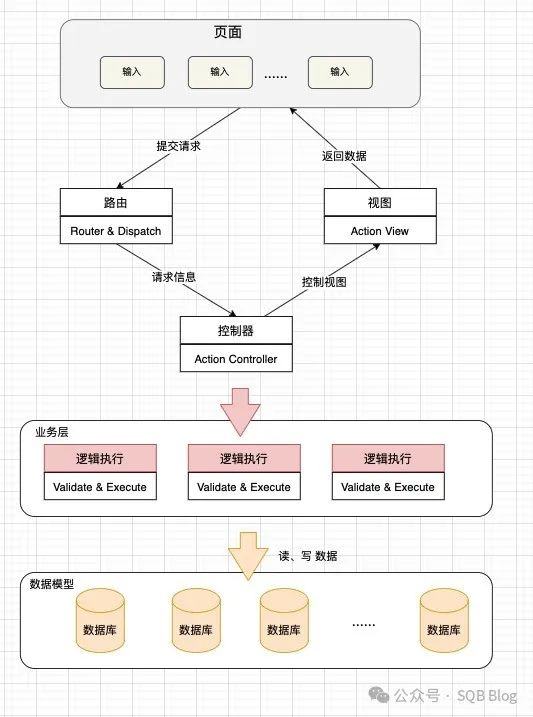 页面
输入
输入
......
输入
提交请求
返回数据
路由
Router & Dispatch
视图
Action View
请求信息
控制视图
控制器
Action Controller
业务层
逻辑执行
Validate & Execute
逻辑执行
Validate & Execute
逻辑执行
Validate & Execute
读、写 数据
数据模型
数据库
数据库
数据库
......
数据库
公众号 · SQB Blog